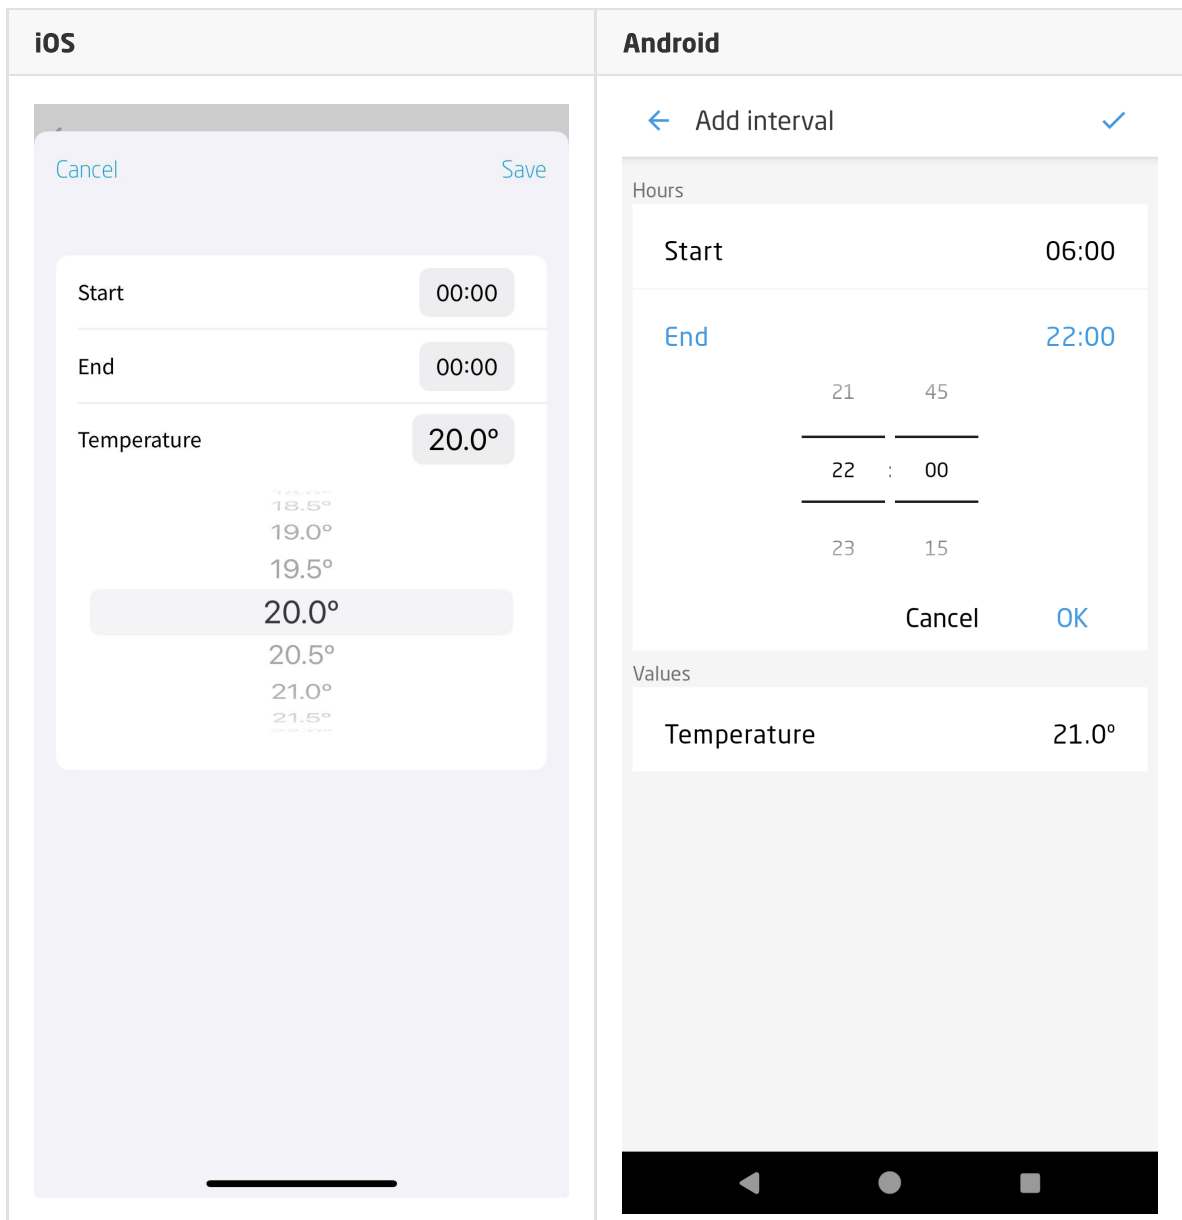 iOS
Cancel Save
Start 00:00
End 00:00
Temperature 20.0°
18.5°
19.0°
19.5°
20.0°
20.5°
21.0°
21.5°
Android
Add interval
Hours
Start 06:00
End 22:00
21 45
22 : 00
23 15
Cancel OK
Values
Temperature 21.0°